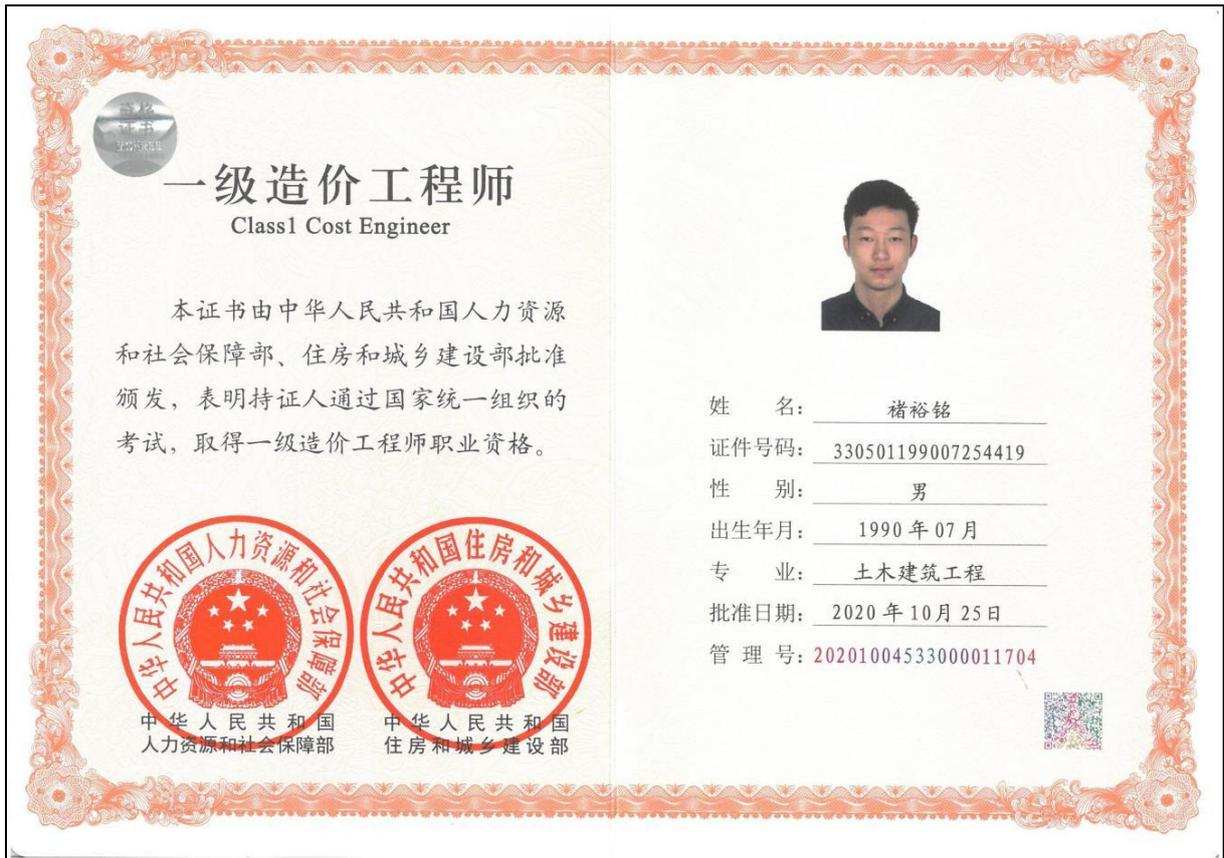 资格
证书
一级造价工程师
Class1 Cost Engineer
本证书由中华人民共和国人力资源
和社会保障部、住房和城乡建设部批准
颁发，表明持证人通过国家统一组织的
考试，取得一级造价工程师职业资格。
中华人民共和国人力资源和社会保障部
中华人民共和国住房和城乡建设部
中华人民共和国
人力资源和社会保障部
中华人民共和国
住房和城乡建设部
姓 名： 褚裕铭
证件号码： 330501199007254419
性 别： 男
出生年月： 1990年07月
专 业： 土木建筑工程
批准日期： 2020年10月25日
管 理 号： 20201004533000011704